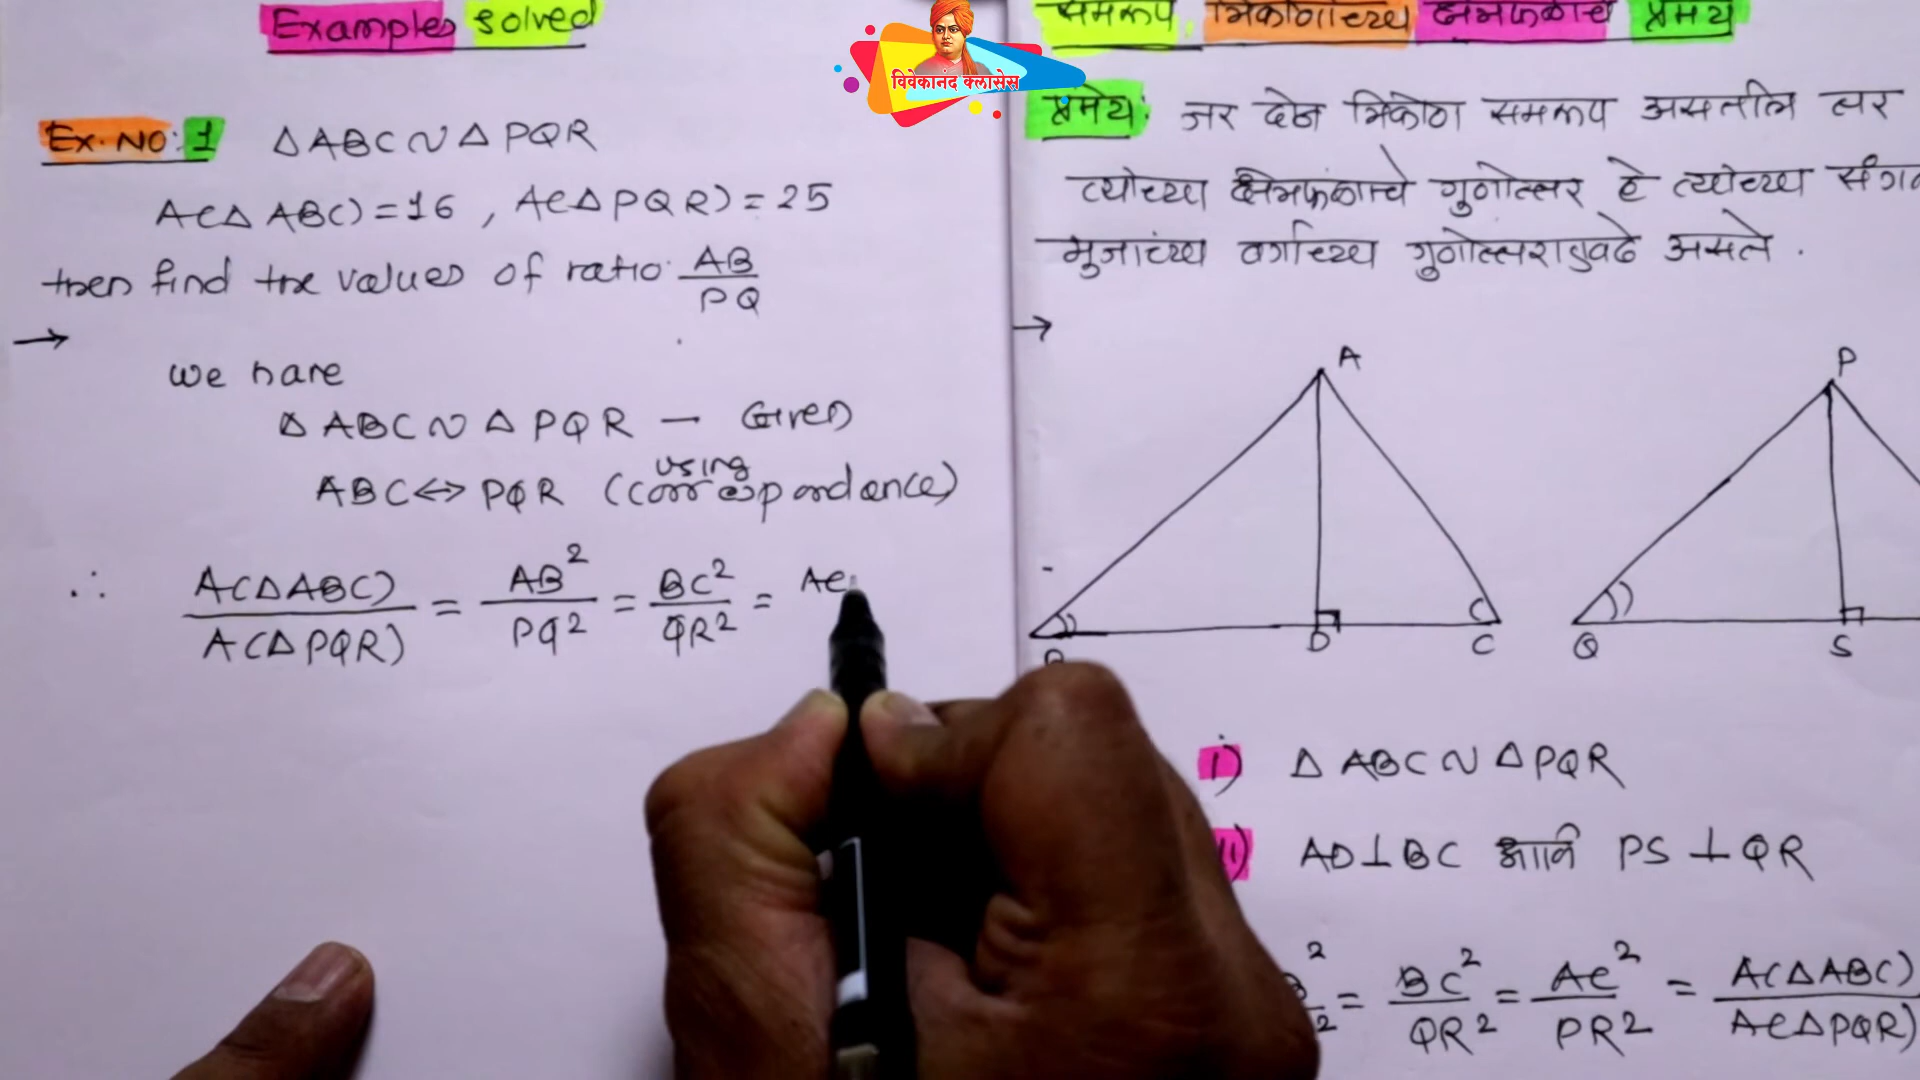 Examples solved
Ex. NO: 1 △ABC ∼ △PQR
A(△ABC) = 16, A(△PQR) = 25
then find the values of ratio AB/PQ
→
we have
△ABC ∼ △PQR — Given
using
ABC ↔ PQR (correspondence)
∴ A(△ABC)/A(△PQR) = AB²/PQ² = BC²/QR² = AC
विवेकानंद क्लासेस
समरूप त्रिकोणांच्या क्षेत्रफळाचे प्रमेय
प्रमेय: जर दोन त्रिकोण समरूप असतील तर
त्यांच्या क्षेत्रफळाचे गुणोत्तर हे त्यांच्या संगत
भुजांच्या वर्गाच्या गुणोत्तराएवढे असते.
→
A
P
D C Q S
i) △ABC ∼ △PQR
ii) AD ⊥ BC आणि PS ⊥ QR
² = BC²/QR² = AC²/PR² = A(△ABC)/A(△PQR)